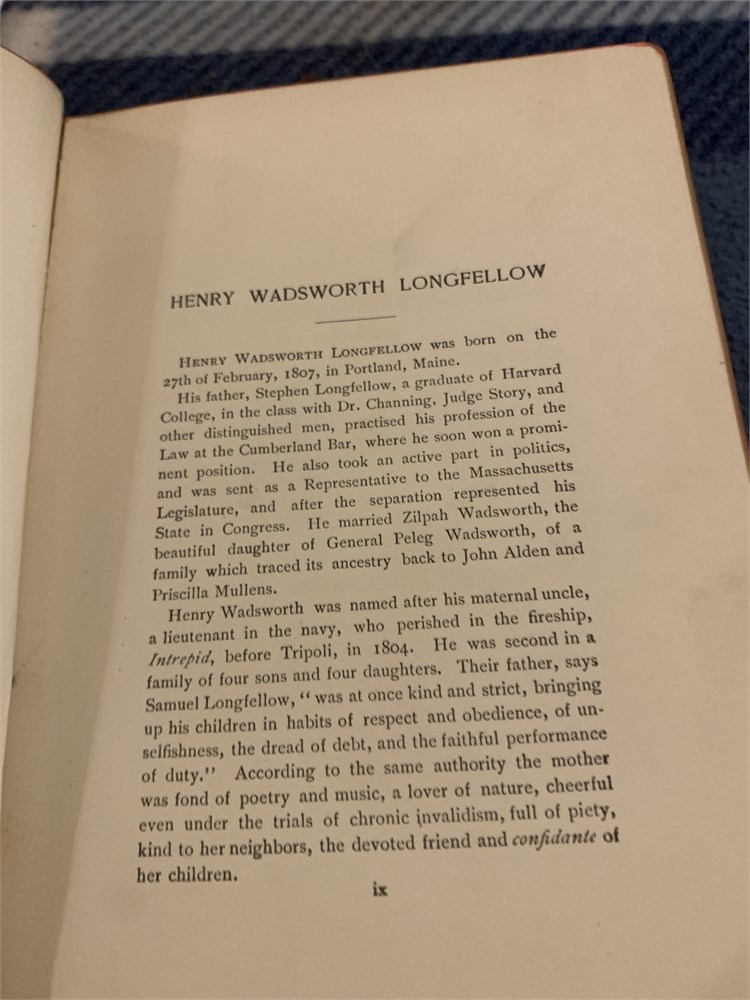 HENRY WADSWORTH LONGFELLOW
HENRY WADSWORTH LONGFELLOW was born on the
27th of February, 1807, in Portland, Maine.
His father, Stephen Longfellow, a graduate of Harvard
College, in the class with Dr. Channing, Judge Story, and
other distinguished men, practised his profession of the
Law at the Cumberland Bar, where he soon won a promi-
nent position. He also took an active part in politics,
and was sent as a Representative to the Massachusetts
Legislature, and after the separation represented his
State in Congress. He married Zilpah Wadsworth, the
beautiful daughter of General Peleg Wadsworth, of a
family which traced its ancestry back to John Alden and
Priscilla Mullens.
Henry Wadsworth was named after his maternal uncle,
a lieutenant in the navy, who perished in the fireship,
Intrepid, before Tripoli, in 1804. He was second in a
family of four sons and four daughters. Their father, says
Samuel Longfellow, “was at once kind and strict, bringing
up his children in habits of respect and obedience, of un-
selfishness, the dread of debt, and the faithful performance
of duty.” According to the same authority the mother
was fond of poetry and music, a lover of nature, cheerful
even under the trials of chronic invalidism, full of piety,
kind to her neighbors, the devoted friend and confidante of
her children.
ix